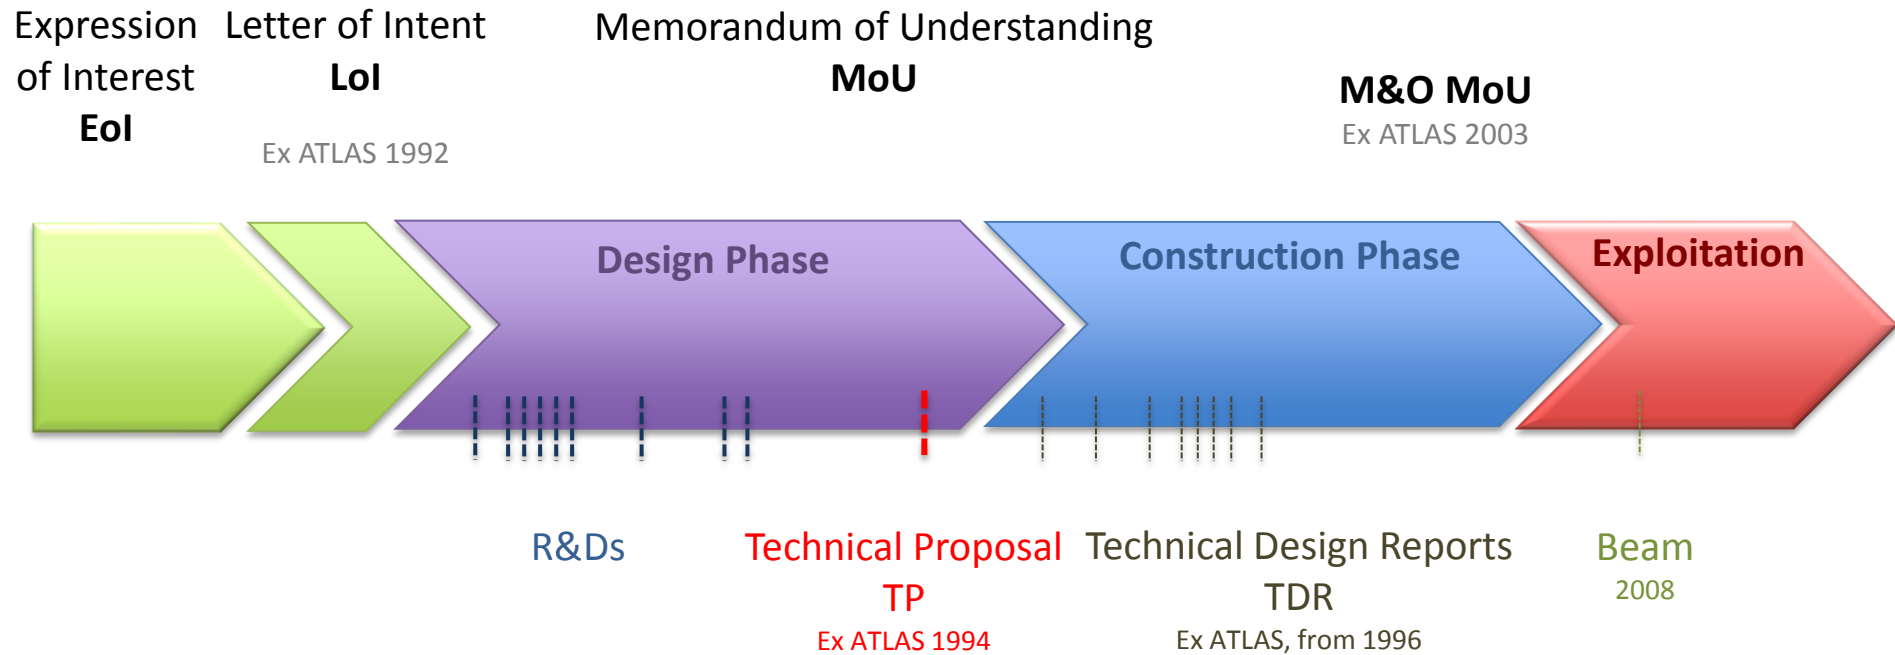 Expression
of Interest
EoI
Letter of Intent
LoI
Ex ATLAS 1992
Memorandum of Understanding
MoU
M&O MoU
Ex ATLAS 2003
Design Phase
Construction Phase
Exploitation
R&Ds
Technical Proposal
TP
Ex ATLAS 1994
Technical Design Reports
TDR
Ex ATLAS, from 1996
Beam
2008